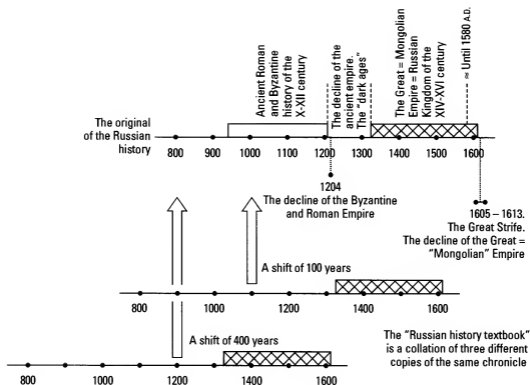 Ancient Roman
and Byzantine
history of the
X-XII century
The decline of the
ancient empire.
The "dark ages"
The Great = Mongolian
Empire = Russian
Kingdom of the
XIV-XVI century
≈ Until 1580 A.D.
The original
of the Russian
history
800 900 1000 1100 1200 1300 1400 1500 1600
1204
The decline of the Byzantine
and Roman Empire
1605 – 1613.
The Great Strife.
The decline of the Great =
"Mongolian" Empire
A shift of 100 years
800 1000 1200 1400 1600
A shift of 400 years
The "Russian history textbook"
is a collation of three different
copies of the same chronicle
800 1000 1200 1400 1600